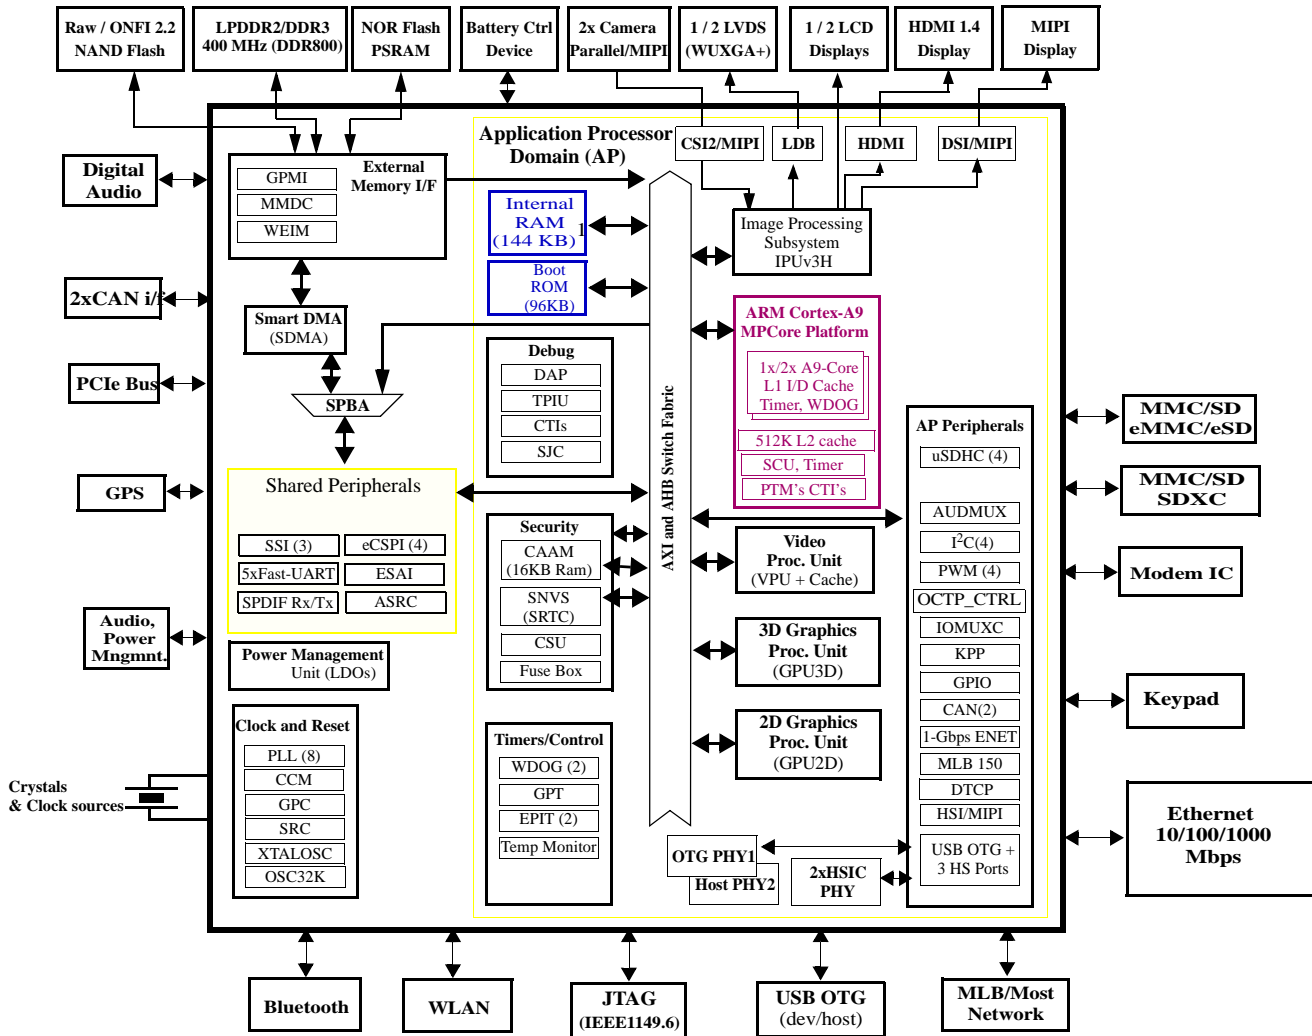 Raw / ONFI 2.2
NAND Flash
LPDDR2/DDR3
400 MHz (DDR800)
NOR Flash
PSRAM
Battery Ctrl
Device
2x Camera
Parallel/MIPI
1 / 2 LVDS
(WUXGA+)
1 / 2 LCD
Displays
HDMI 1.4
Display
MIPI
Display
Digital
Audio
2xCAN i/f
PCIe Bus
GPS
Audio,
Power
Mngmnt.
Crystals
& Clock sources
External
Memory I/F
GPMI
MMDC
WEIM
Smart DMA
(SDMA)
SPBA
Shared Peripherals
SSI (3)
eCSPI (4)
5xFast-UART
ESAI
SPDIF Rx/Tx
ASRC
Power Management
Unit (LDOs)
Clock and Reset
PLL (8)
CCM
GPC
SRC
XTALOSC
OSC32K
Application Processor
Domain (AP)
Internal
RAM
(144 KB)
1
Boot
ROM
(96KB)
Debug
DAP
TPIU
CTIs
SJC
Security
CAAM
(16KB Ram)
SNVS
(SRTC)
CSU
Fuse Box
Timers/Control
WDOG (2)
GPT
EPIT (2)
Temp Monitor
AXI and AHB Switch Fabric
CSI2/MIPI
LDB
HDMI
DSI/MIPI
Image Processing
Subsystem
IPUv3H
ARM Cortex-A9
MPCore Platform
1x/2x A9-Core
L1 I/D Cache
Timer, WDOG
512K L2 cache
SCU, Timer
PTM's CTI's
Video
Proc. Unit
(VPU + Cache)
3D Graphics
Proc. Unit
(GPU3D)
2D Graphics
Proc. Unit
(GPU2D)
OTG PHY1
Host PHY2
2xHSIC
PHY
AP Peripherals
uSDHC (4)
AUDMUX
I²C(4)
PWM (4)
OCTP_CTRL
IOMUXC
KPP
GPIO
CAN(2)
1-Gbps ENET
MLB 150
DTCP
HSI/MIPI
USB OTG +
3 HS Ports
MMC/SD
eMMC/eSD
MMC/SD
SDXC
Modem IC
Keypad
Ethernet
10/100/1000
Mbps
Bluetooth
WLAN
JTAG
(IEEE1149.6)
USB OTG
(dev/host)
MLB/Most
Network